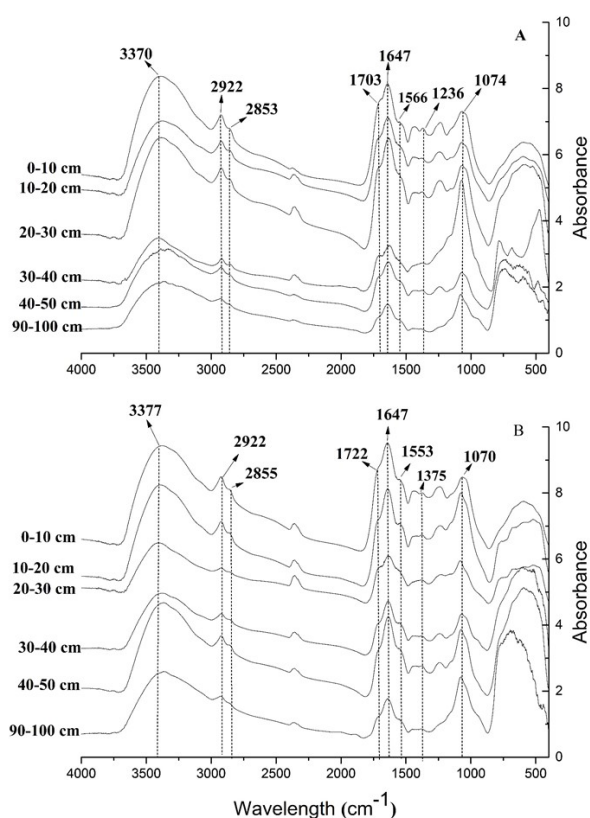 A
3370
2922
2853
1703
1647
1566
1236
1074
10
8
6
4
2
0
Absorbance
0-10 cm
10-20 cm
20-30 cm
30-40 cm
40-50 cm
90-100 cm
4000 3500 3000 2500 2000 1500 1000 500
B
3377
2922
2855
1722
1647
1553
1375
1070
10
8
6
4
2
0
Absorbance
0-10 cm
10-20 cm
20-30 cm
30-40 cm
40-50 cm
90-100 cm
4000 3500 3000 2500 2000 1500 1000 500
Wavelength (cm-1)